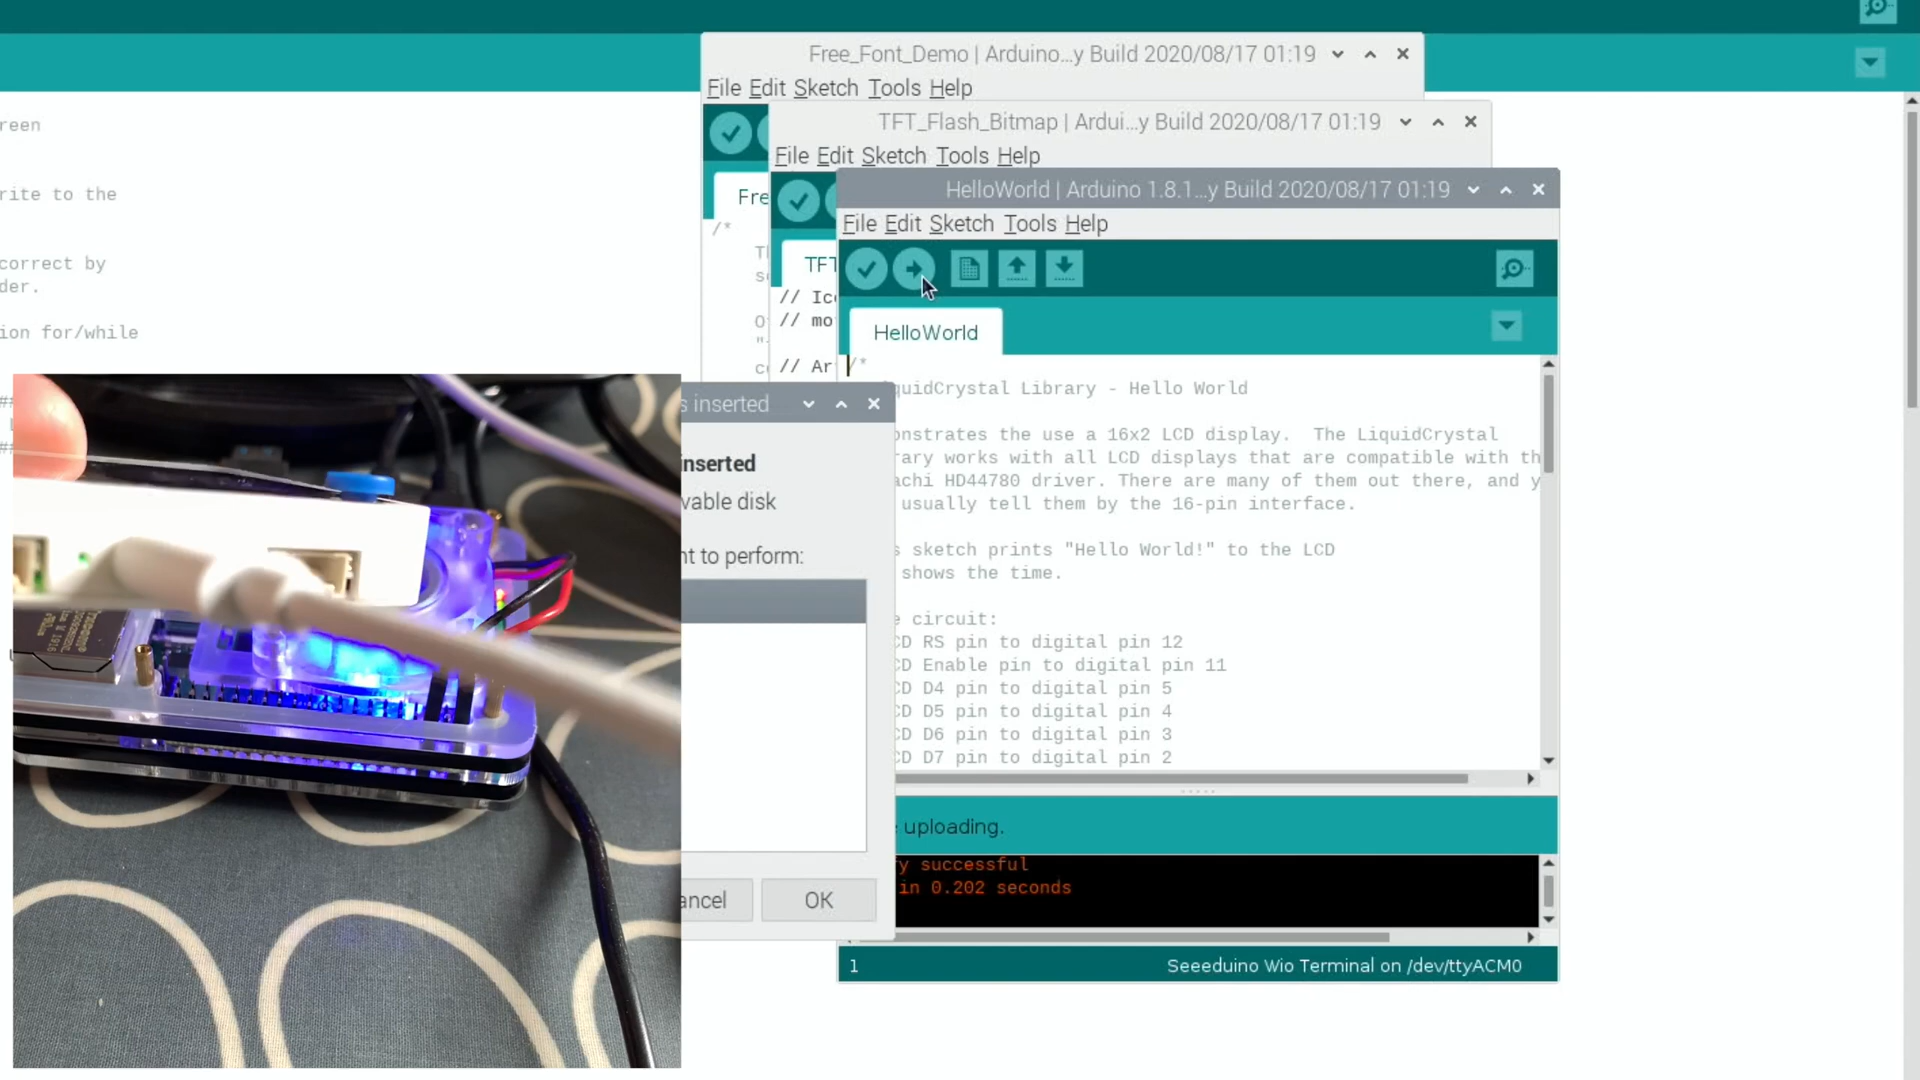 Free_Font_Demo | Arduino…y Build 2020/08/17 01:19
File Edit Sketch Tools Help
TFT_Flash_Bitmap | Ardui…y Build 2020/08/17 01:19
File Edit Sketch Tools Help
HelloWorld | Arduino 1.8.1…y Build 2020/08/17 01:19
File Edit Sketch Tools Help
Fre
TFT
HelloWorld
reen
rite to the
correct by
der.
ion for/while
##
##
/*
// Ico
// mo
// Ar
/*
quidCrystal Library - Hello World
onstrates the use a 16x2 LCD display.  The LiquidCrystal
rary works with all LCD displays that are compatible with th
achi HD44780 driver. There are many of them out there, and y
usually tell them by the 16-pin interface.
s sketch prints "Hello World!" to the LCD
shows the time.
e circuit:
CD RS pin to digital pin 12
CD Enable pin to digital pin 11
CD D4 pin to digital pin 5
CD D5 pin to digital pin 4
CD D6 pin to digital pin 3
CD D7 pin to digital pin 2
s inserted
inserted
vable disk
nt to perform:
ancel
OK
uploading.
fy successful
in 0.202 seconds
1
Seeeduino Wio Terminal on /dev/ttyACM0